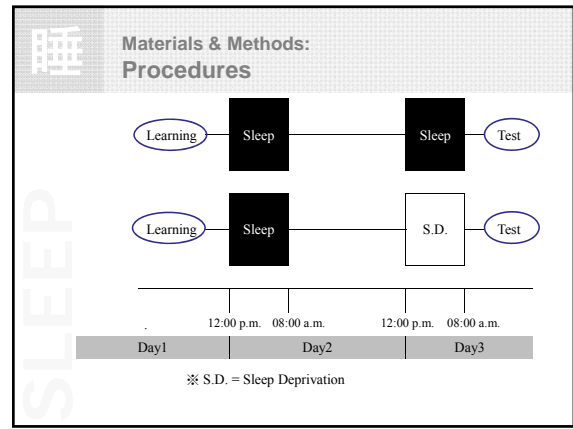 睡
Materials & Methods:
Procedures
Learning Sleep Sleep Test
Learning Sleep S.D. Test
. 12:00 p.m. 08:00 a.m. 12:00 p.m. 08:00 a.m.
Day1 Day2 Day3
※ S.D. = Sleep Deprivation
SLEEP